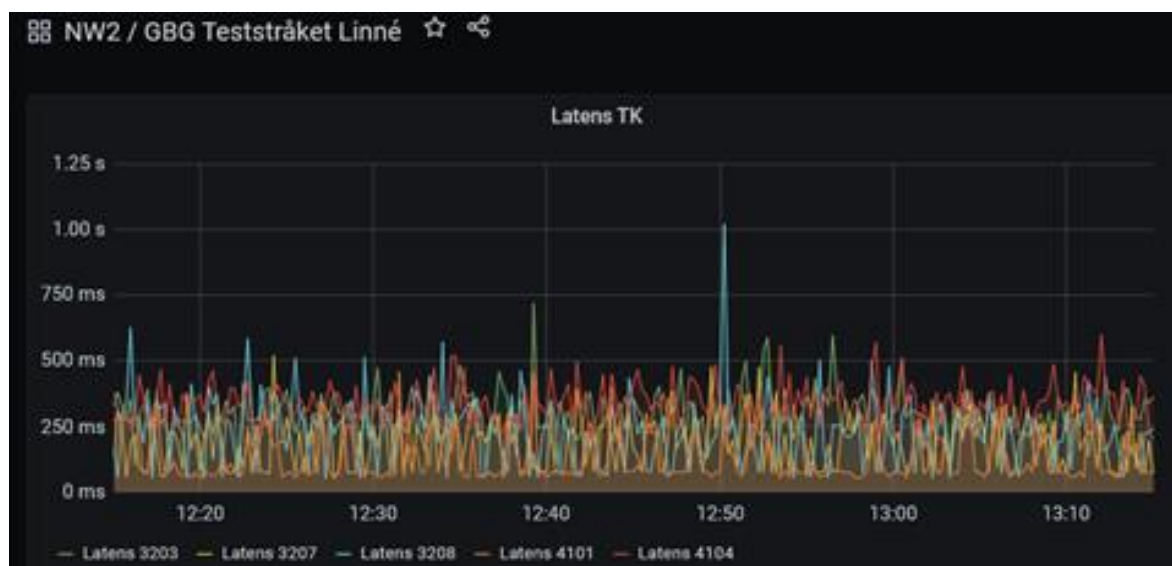 NW2 / GBG Teststråket Linné
Latens TK
1.25 s
1.00 s
750 ms
500 ms
250 ms
0 ms
12:20 12:30 12:40 12:50 13:00 13:10
Latens 3203 Latens 3207 Latens 3208 Latens 4101 Latens 4104